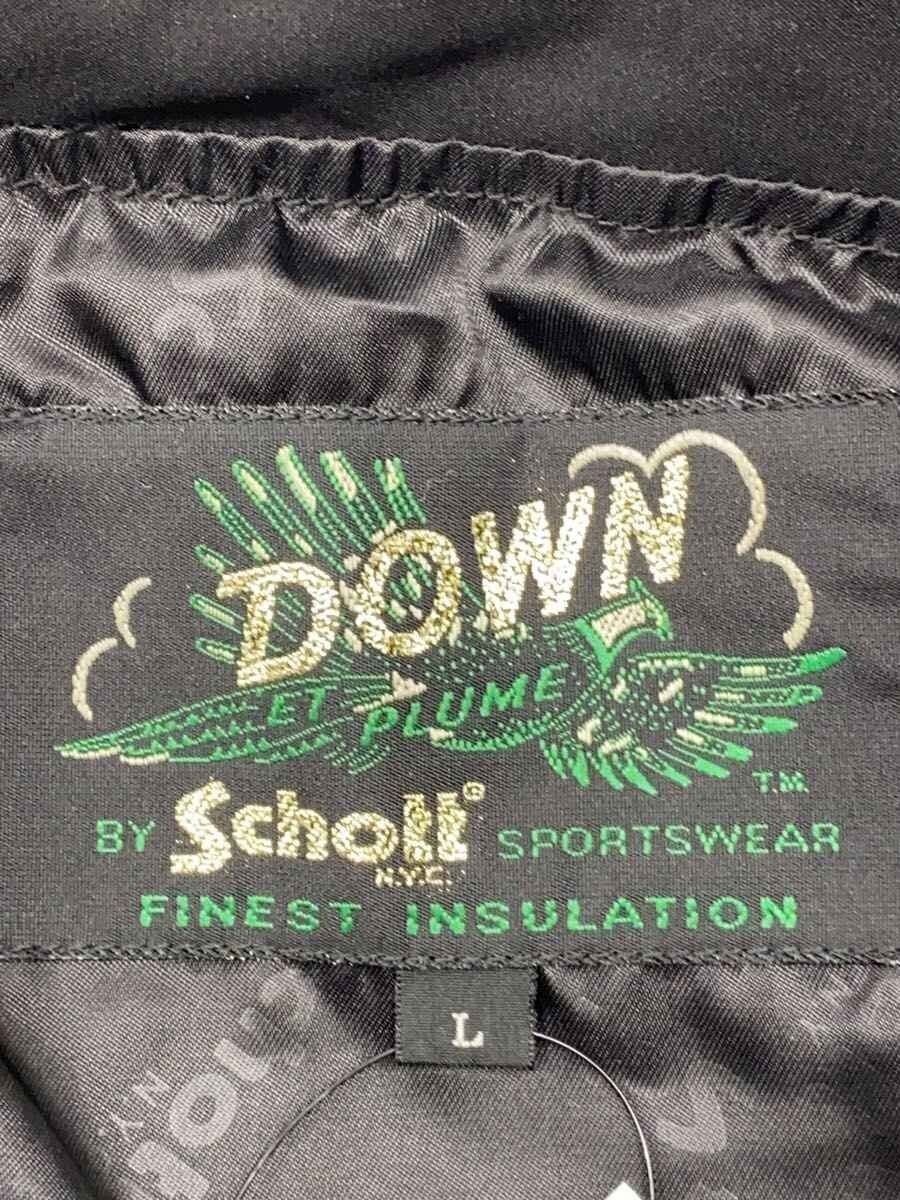 DOWN
ET PLUME
T.M.
BY Schott® SPORTSWEAR
N.Y.C.
FINEST INSULATION
L